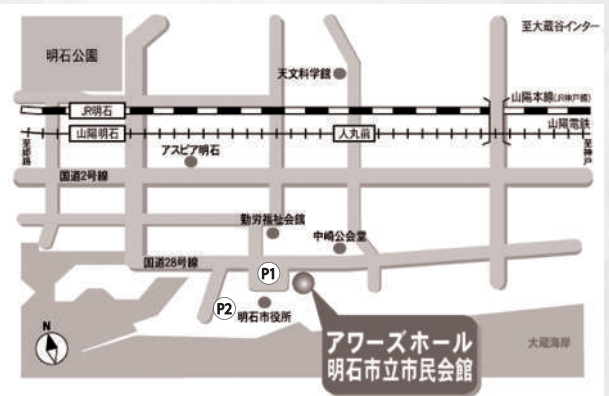 至大蔵谷インター
明石公園
天文科学館
山陽本線(JR神戸線)
JR明石
山陽電鉄
山陽明石
人丸前
至姫路
至神戸
アスピア明石
国道2号線
勤労福祉会館
中崎公会堂
国道28号線
P1
P2
明石市役所
N
アワーズホール
明石市立市民会館
大蔵海岸